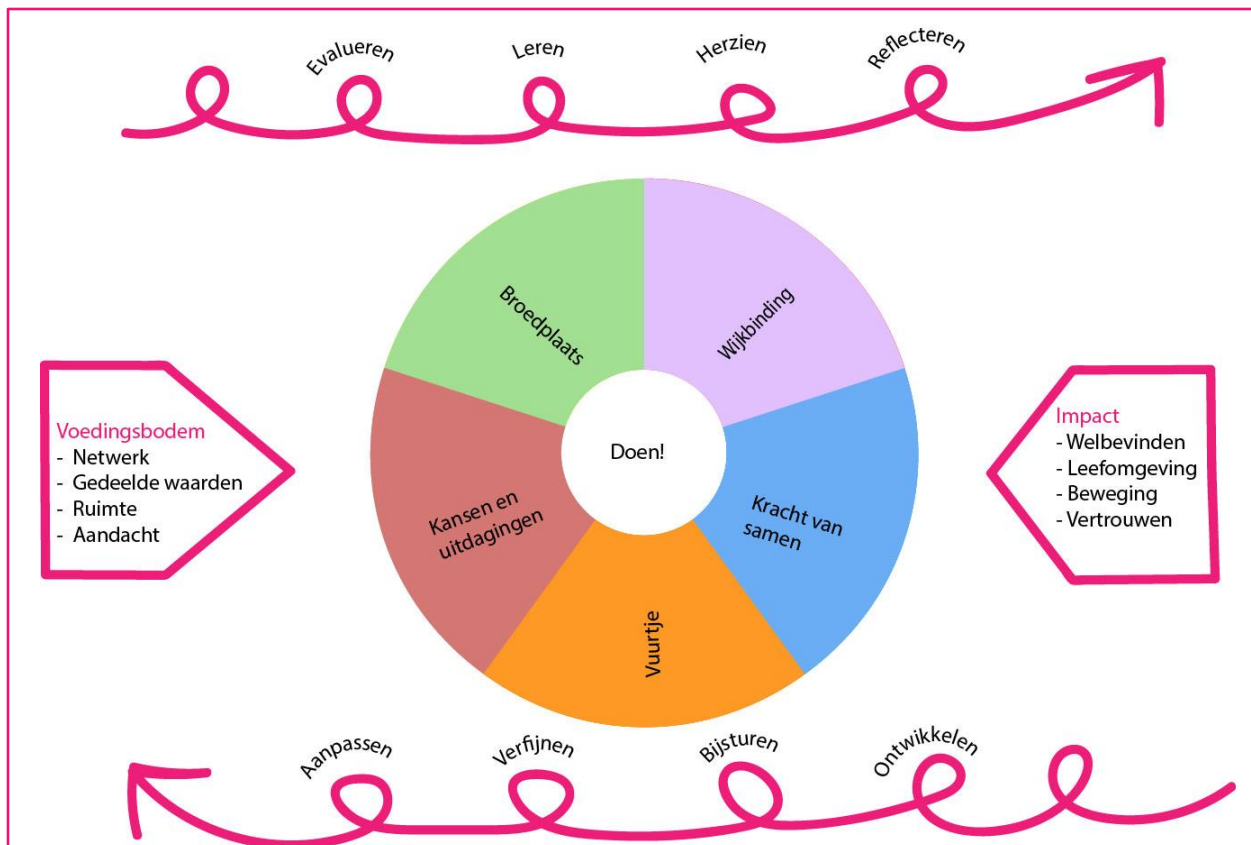 Evalueren
Leren
Herzien
Reflecteren
Broedplaats
Wijkbinding
Voedingsbodem
- Netwerk
- Gedeelde waarden
- Ruimte
- Aandacht
Doen!
Impact
- Welbevinden
- Leefomgeving
- Beweging
- Vertrouwen
Kansen en
uitdagingen
Kracht van
samen
Vuurtje
Aanpassen
Verfijnen
Bijsturen
Ontwikkelen